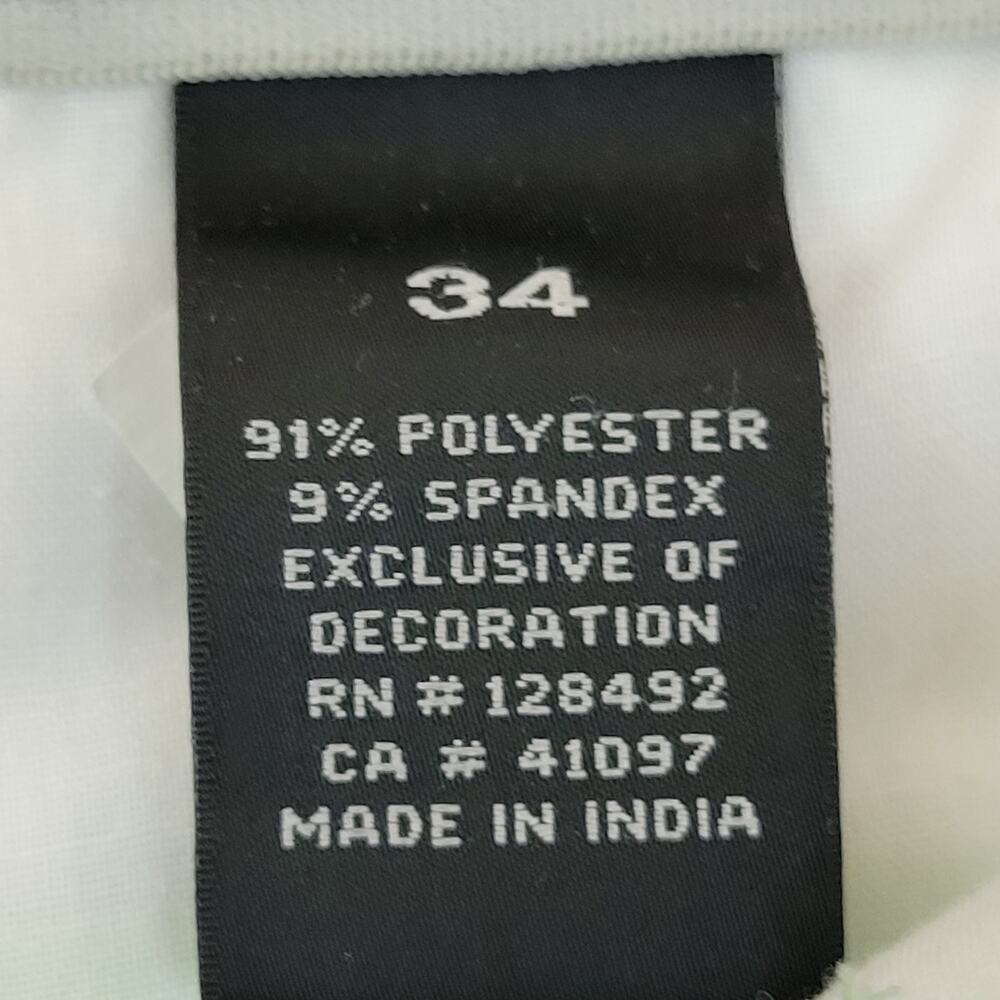 34
91% POLYESTER
9% SPANDEX
EXCLUSIVE OF
DECORATION
RN # 128492
CA # 41097
MADE IN INDIA